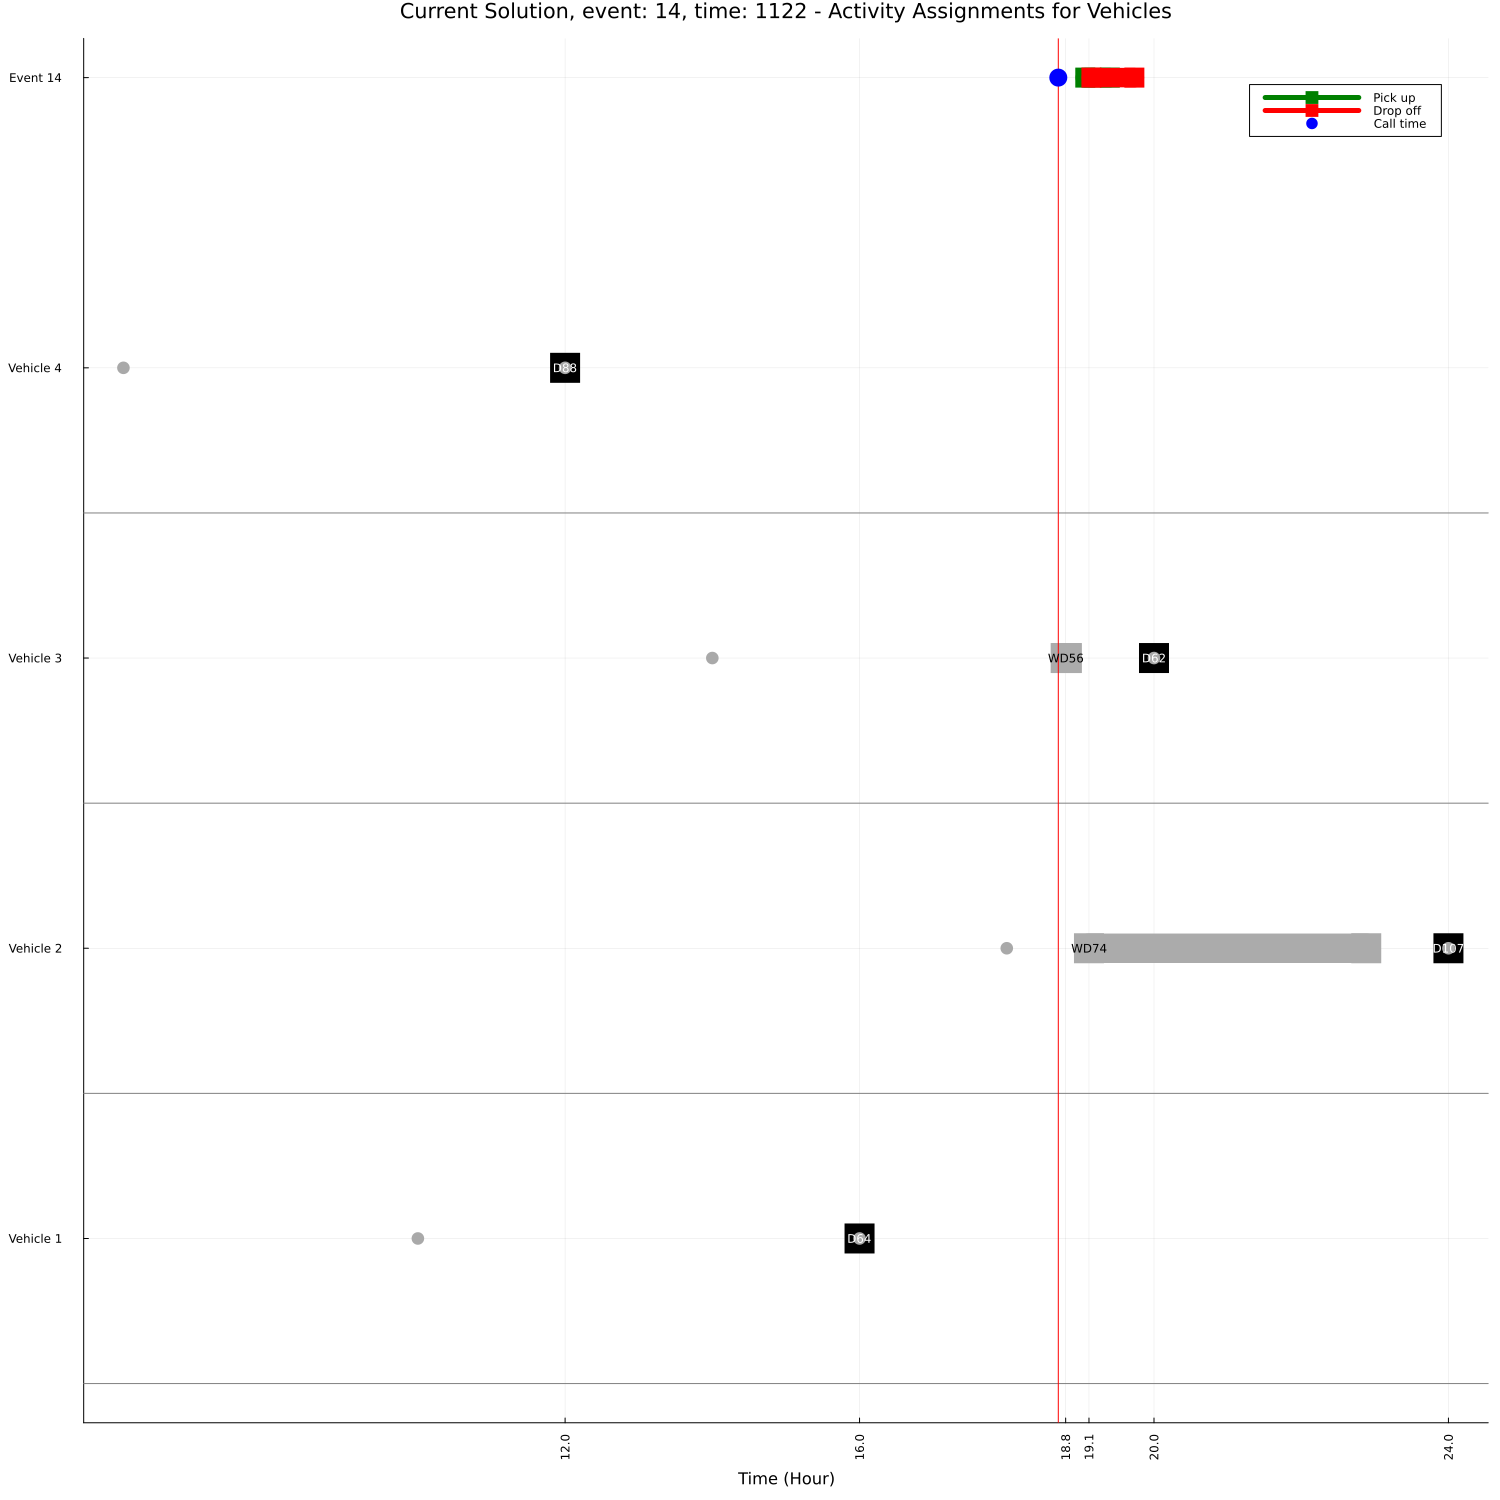 Current Solution, event: 14, time: 1122 - Activity Assignments for Vehicles
Event 14
Pick up
Drop off
Call time
Vehicle 4
D88
Vehicle 3
WD56
D62
Vehicle 2
WD74
D107
Vehicle 1
D64
12.0
16.0
18.8
19.1
20.0
24.0
Time (Hour)